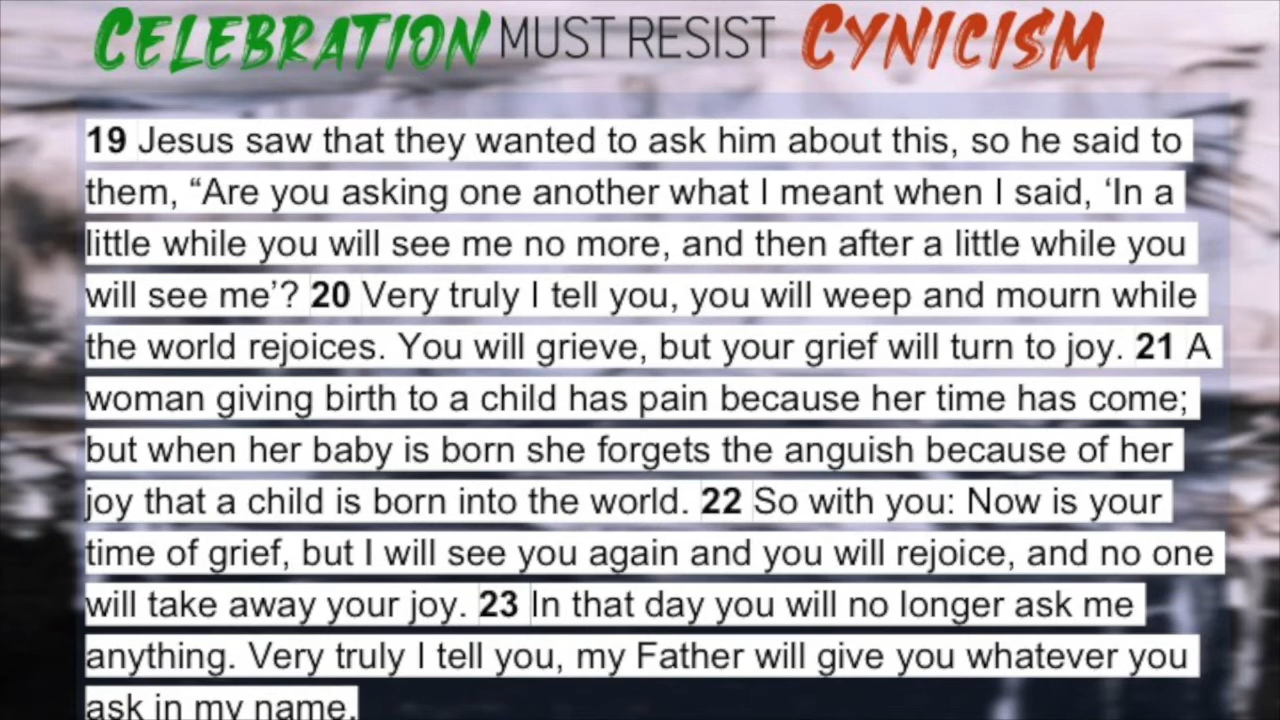 CELEBRATION MUST RESIST CYNICISM
19 Jesus saw that they wanted to ask him about this, so he said to
them, “Are you asking one another what I meant when I said, ‘In a
little while you will see me no more, and then after a little while you
will see me’? 20 Very truly I tell you, you will weep and mourn while
the world rejoices. You will grieve, but your grief will turn to joy. 21 A
woman giving birth to a child has pain because her time has come;
but when her baby is born she forgets the anguish because of her
joy that a child is born into the world. 22 So with you: Now is your
time of grief, but I will see you again and you will rejoice, and no one
will take away your joy. 23 In that day you will no longer ask me
anything. Very truly I tell you, my Father will give you whatever you
ask in my name.